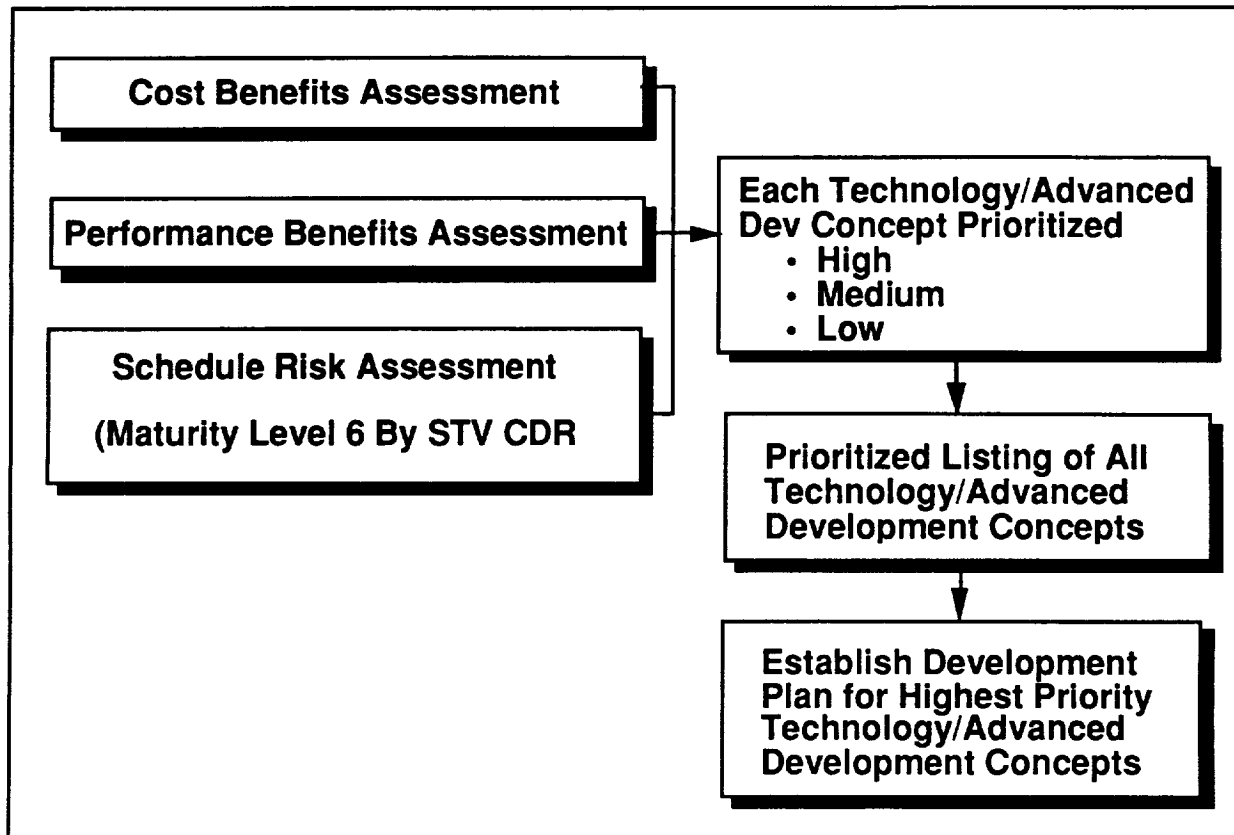 Cost Benefits Assessment
Performance Benefits Assessment
Schedule Risk Assessment
(Maturity Level 6 By STV CDR
Each Technology/Advanced
Dev Concept Prioritized
• High
• Medium
• Low
Prioritized Listing of All
Technology/Advanced
Development Concepts
Establish Development
Plan for Highest Priority
Technology/Advanced
Development Concepts